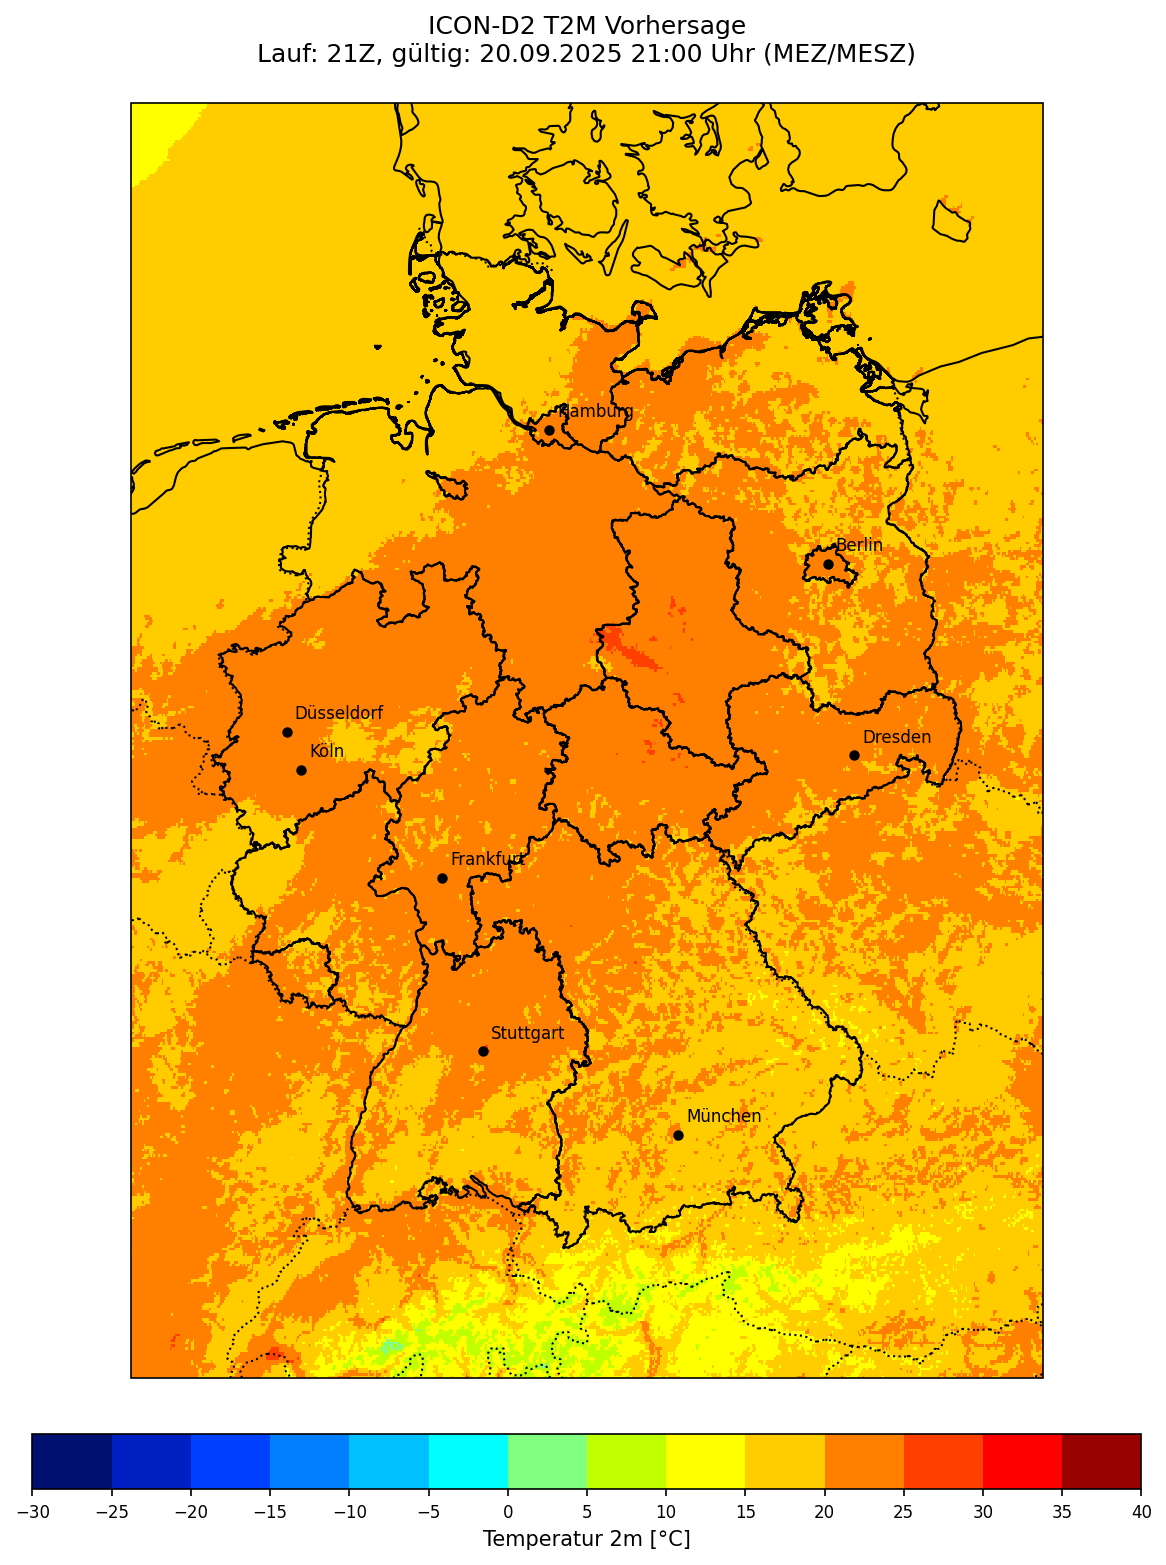 ICON-D2 T2M Vorhersage
Lauf: 21Z, gültig: 20.09.2025 21:00 Uhr (MEZ/MESZ)
Hamburg
Berlin
Düsseldorf
Köln
Dresden
Frankfurt
Stuttgart
München
−30 −25 −20 −15 −10 −5 0 5 10 15 20 25 30 35 40
Temperatur 2m [°C]